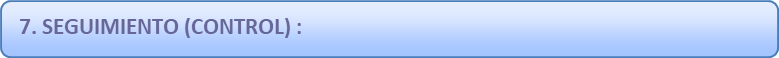 7. SEGUIMIENTO (CONTROL) :